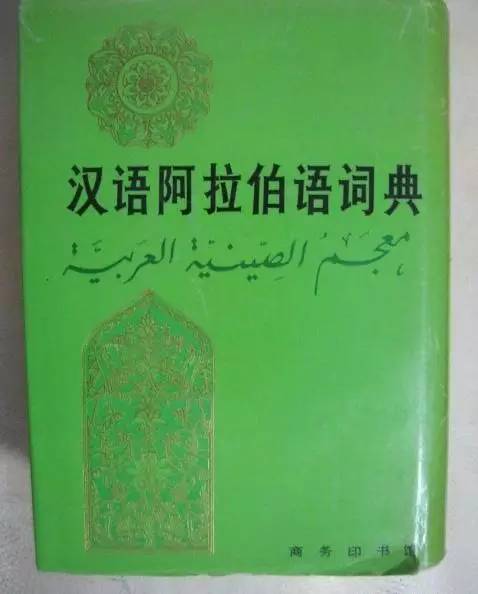 汉语阿拉伯语词典
معجم الصينية العربية
商务印书馆